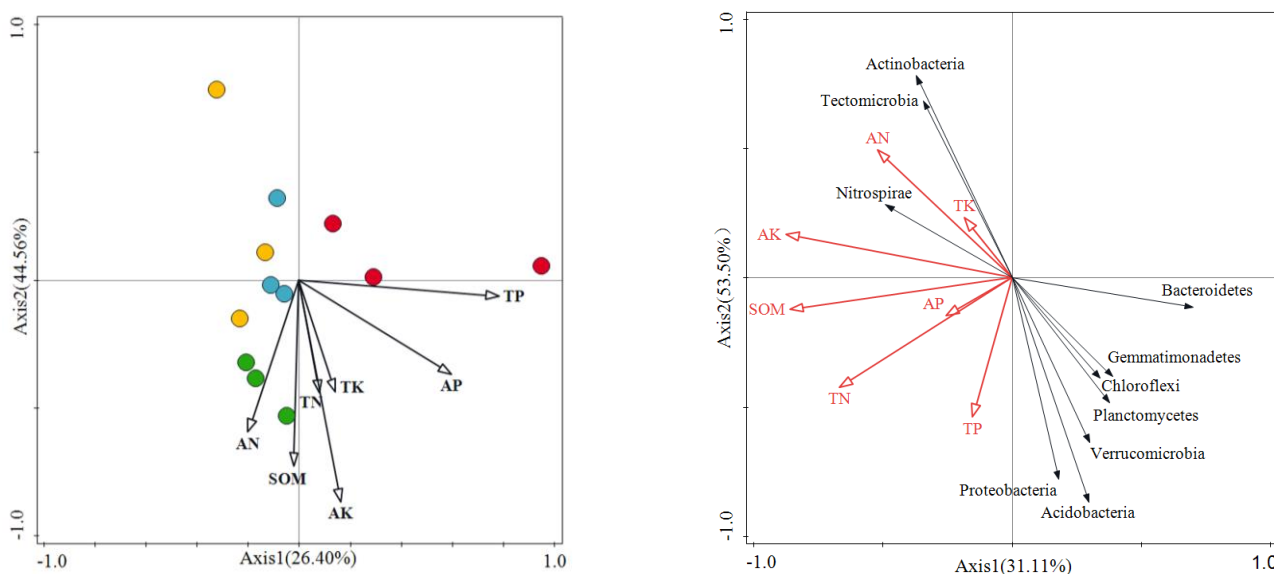 1.0
Axis2(44.56%)
-1.0
-1.0
Axis1(26.40%)
1.0
TP
AP
TK
TN
AN
SOM
AK
1.0
Axis2(53.50%)
-1.0
-1.0
Axis1(31.11%)
1.0
Actinobacteria
Tectomicrobia
AN
Nitrospirae
TK
AK
SOM
AP
Bacteroidetes
Gemmatimonadetes
Chloroflexi
TN
Planctomycetes
TP
Verrucomicrobia
Proteobacteria
Acidobacteria